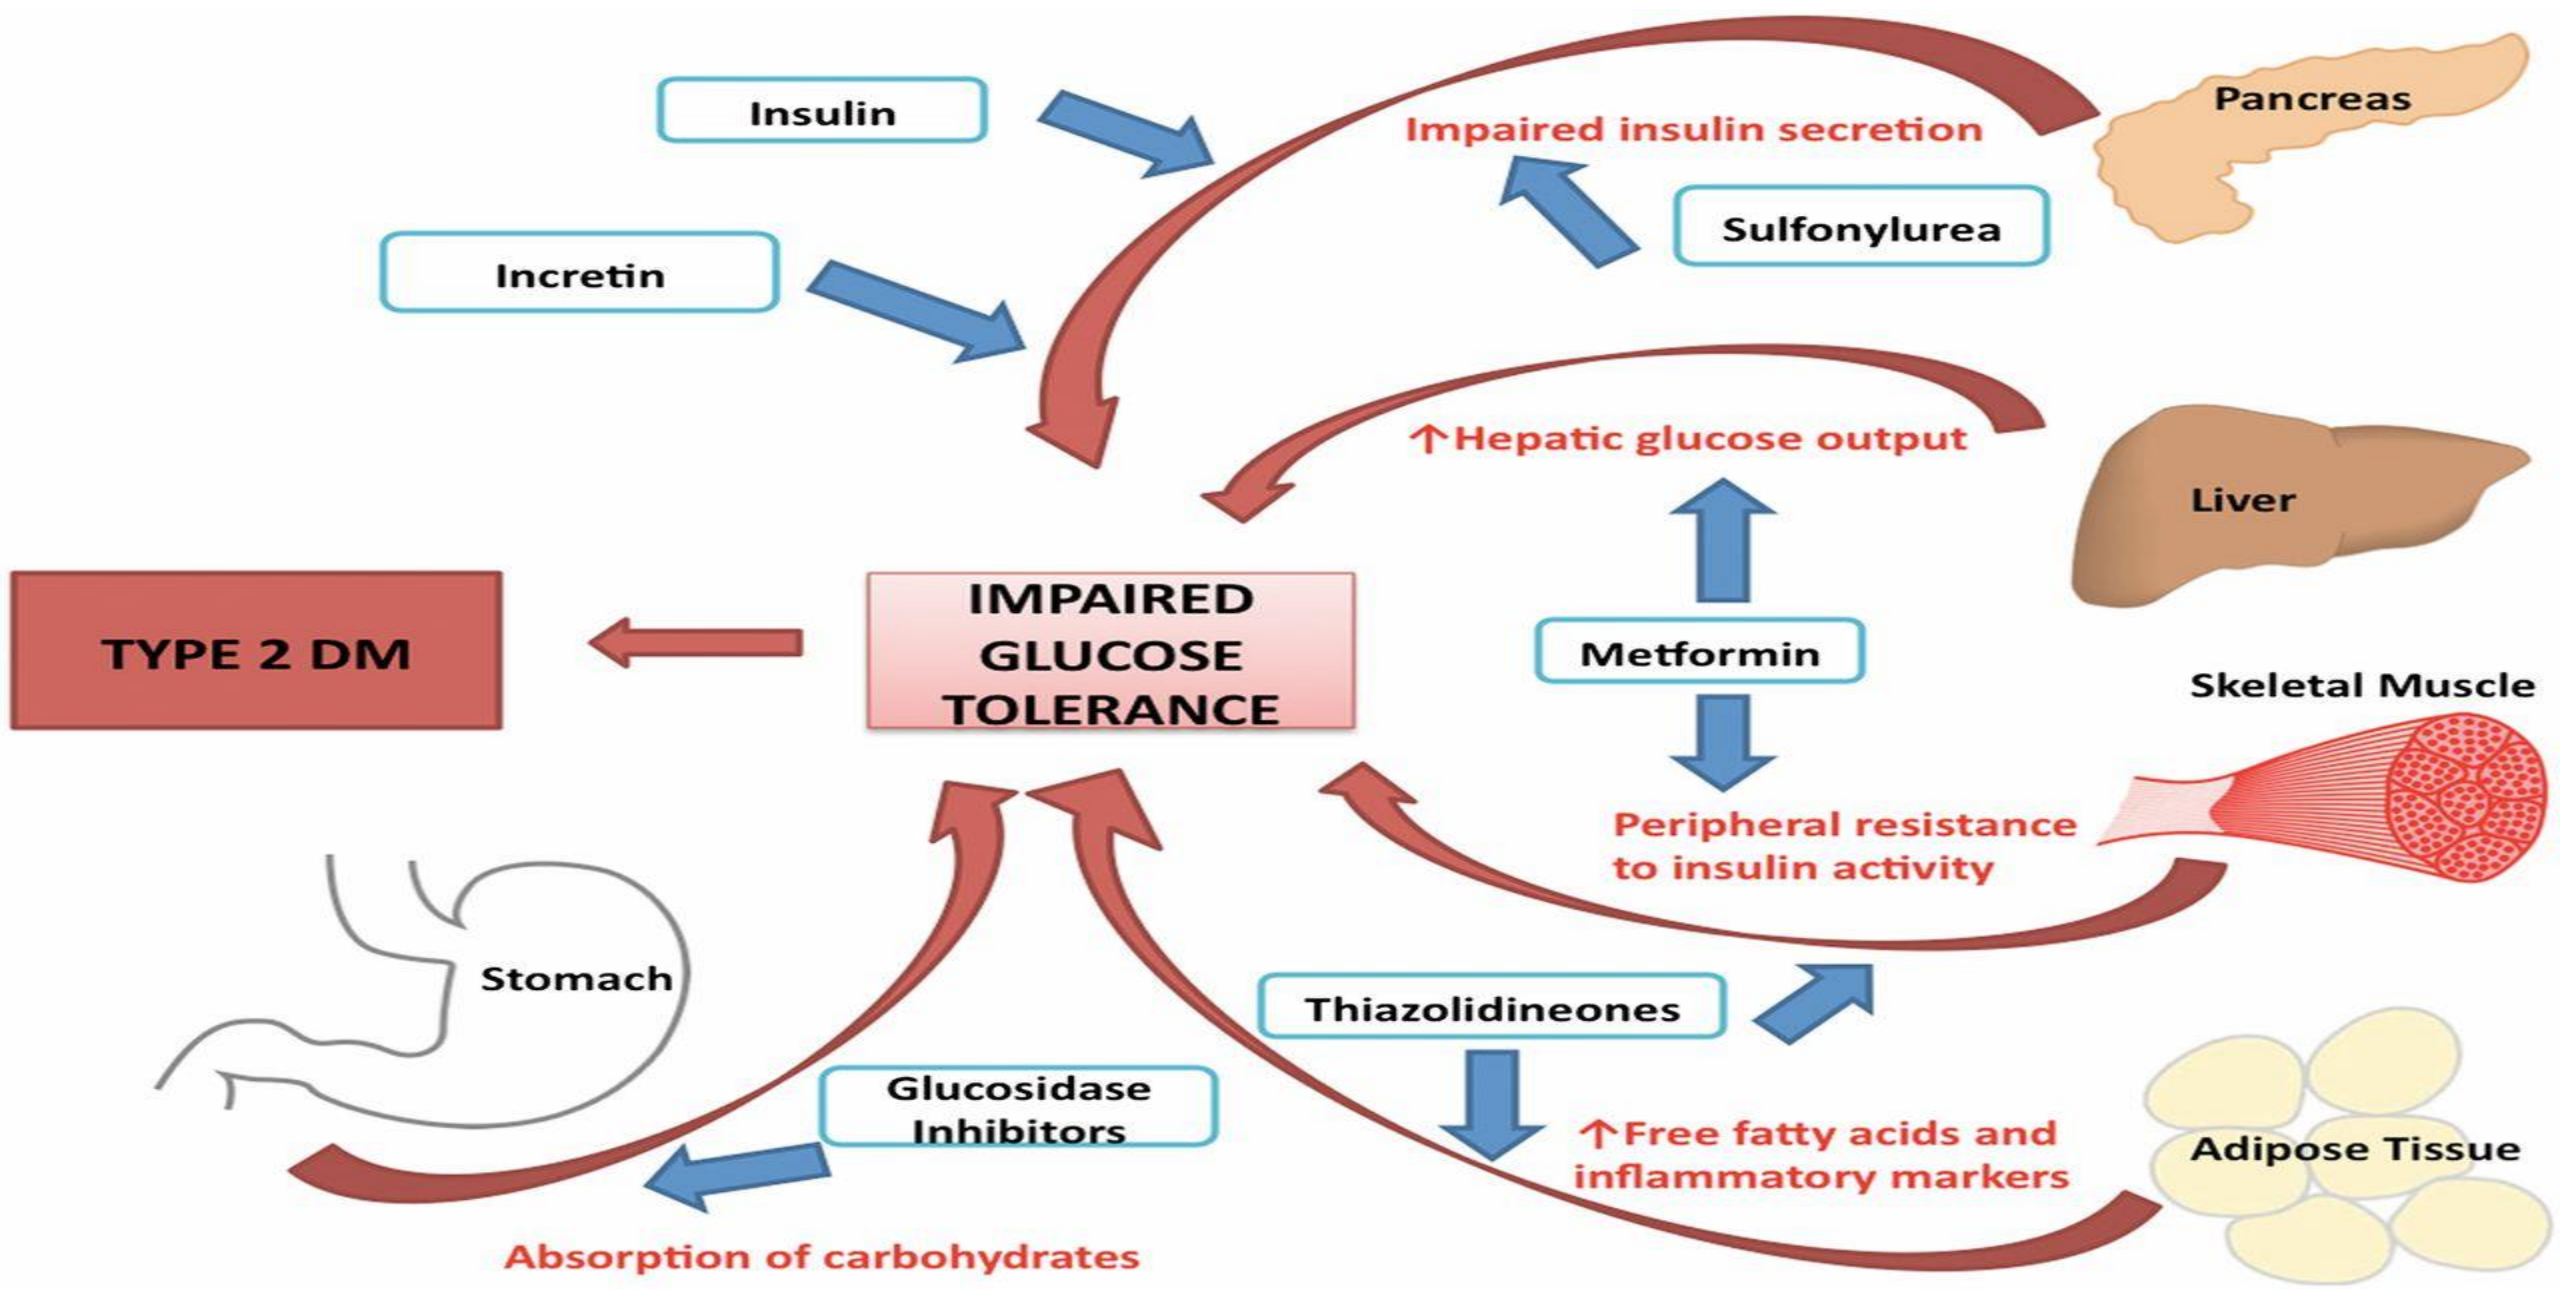 Insulin
Impaired insulin secretion
Pancreas
Sulfonylurea
Incretin
↑Hepatic glucose output
Liver
TYPE 2 DM
IMPAIRED
GLUCOSE
TOLERANCE
Metformin
Skeletal Muscle
Peripheral resistance
to insulin activity
Stomach
Thiazolidineones
Glucosidase
Inhibitors
↑Free fatty acids and
inflammatory markers
Adipose Tissue
Absorption of carbohydrates